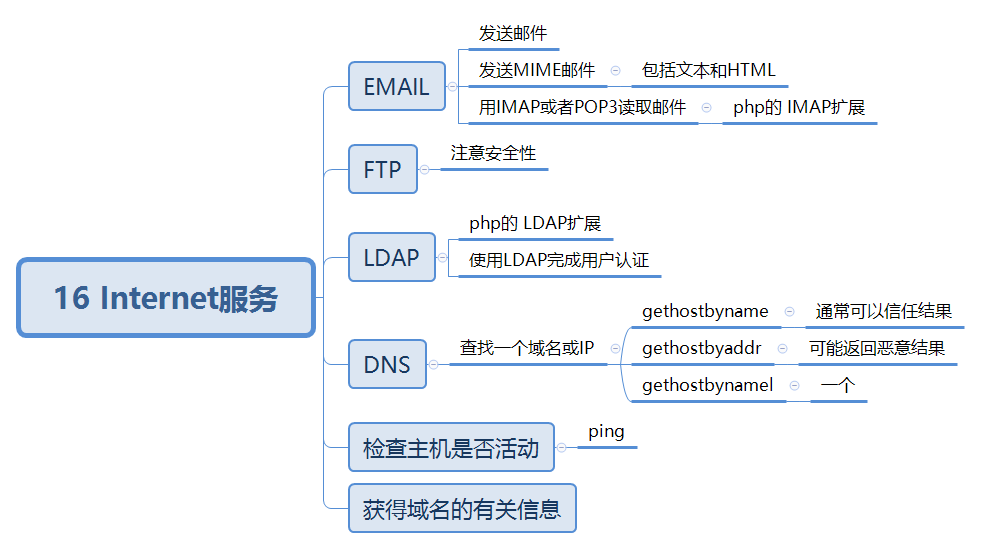 16 Internet服务
EMAIL
发送邮件
发送MIME邮件
包括文本和HTML
用IMAP或者POP3读取邮件
php的 IMAP扩展
FTP
注意安全性
LDAP
php的 LDAP扩展
使用LDAP完成用户认证
DNS
查找一个域名或IP
gethostbyname
通常可以信任结果
gethostbyaddr
可能返回恶意结果
gethostbynamel
一个
检查主机是否活动
ping
获得域名的有关信息